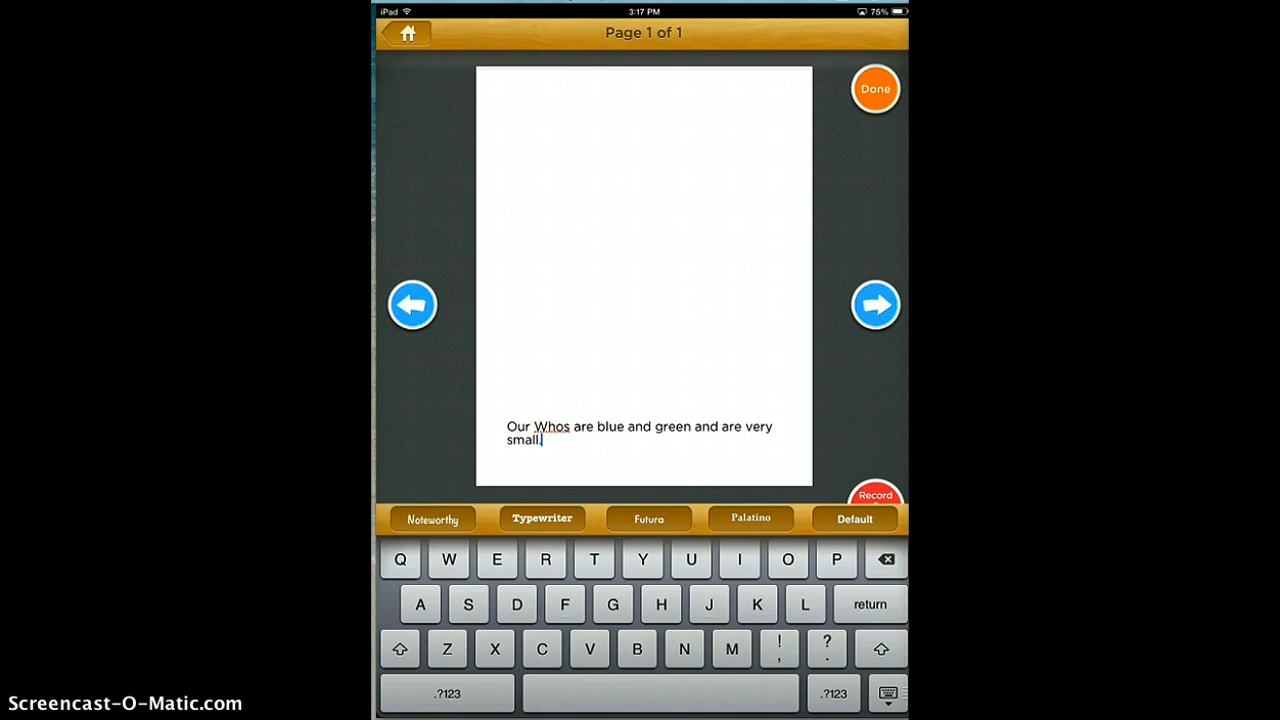 iPad 3:17 PM 75%
Page 1 of 1
Done
Our Whos are blue and green and are very
small.
Record
Noteworthy Typewriter Futura Palatino Default
Q W E R T Y U I O P
A S D F G H J K L return
Z X C V B N M ! , ? .
.?123 .?123
Screencast-O-Matic.com